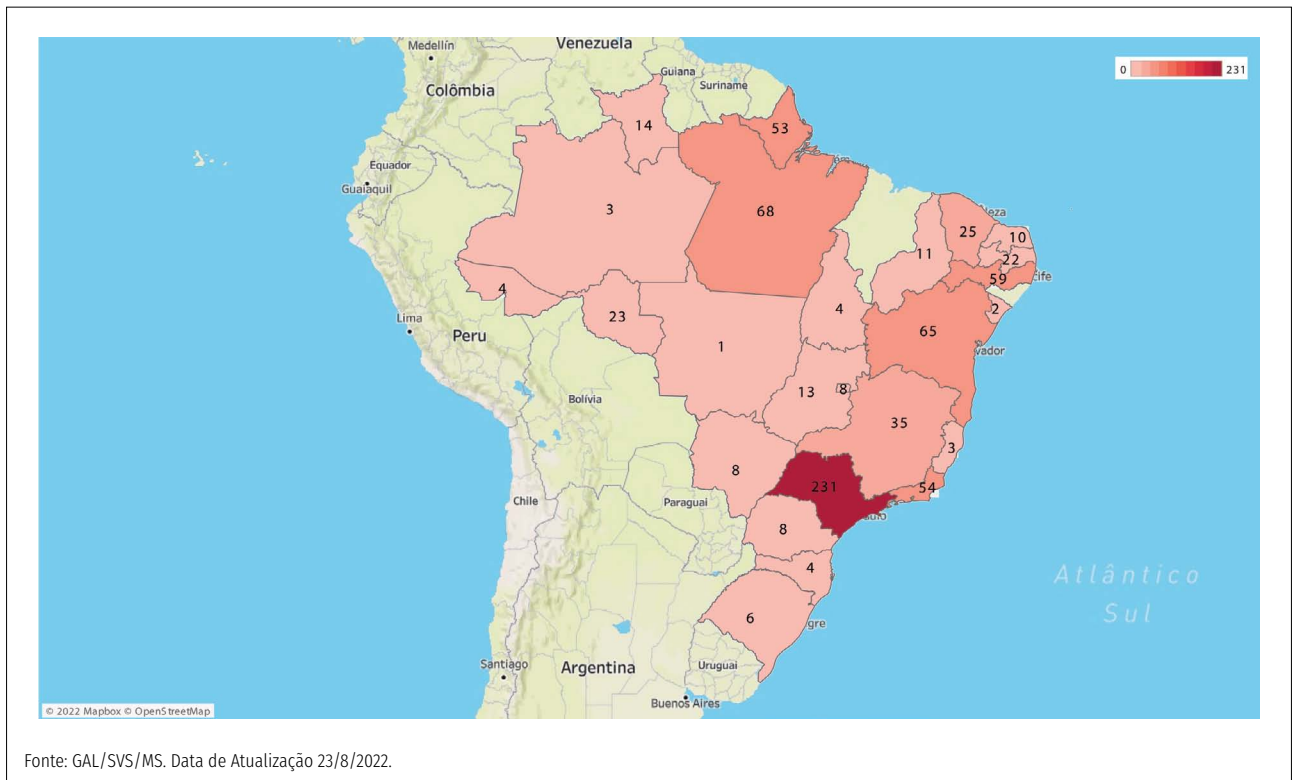 Medellín
Venezuela
0 231
Guiana
Suriname
Colômbia
14
53
Equador
Guaiaquil
3
68
25
10
11
22
59
4
2
23
4
65
Lima
Peru
1
13
8
Bolívia
35
3
8
231
54
Chile
Paraguai
8
4
Atlântico
Sul
6
Santiago
Argentina
Uruguai
Buenos Aires
© 2022 Mapbox © OpenStreetMap
Fonte: GAL/SVS/MS. Data de Atualização 23/8/2022.